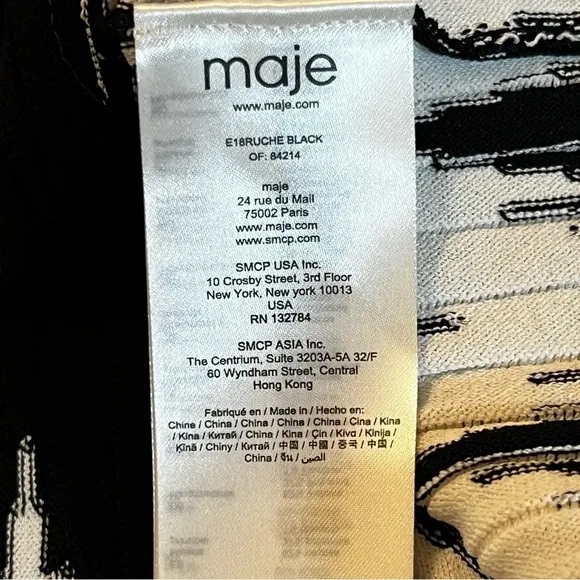 maje
www.maje.com
E18RUCHE BLACK
OF: 84214
maje
24 rue du Mail
75002 Paris
www.maje.com
www.smcp.com
SMCP USA Inc.
10 Crosby Street, 3rd Floor
New York, New york 10013
USA
RN 132784
SMCP ASIA Inc.
The Centrium, Suite 3203A-5A 32/F
60 Wyndham Street, Central
Hong Kong
Fabriqué en / Made in / Hecho en:
Chine / China / China / China / China / Cina / Kina
/ Kina / Китай / China / Kina / Çin / Kíva / Kinija /
Ķīnā / Chiny / Китай / 中国 / 中國 / 중국 / 中国 /
China / จีน / الصين